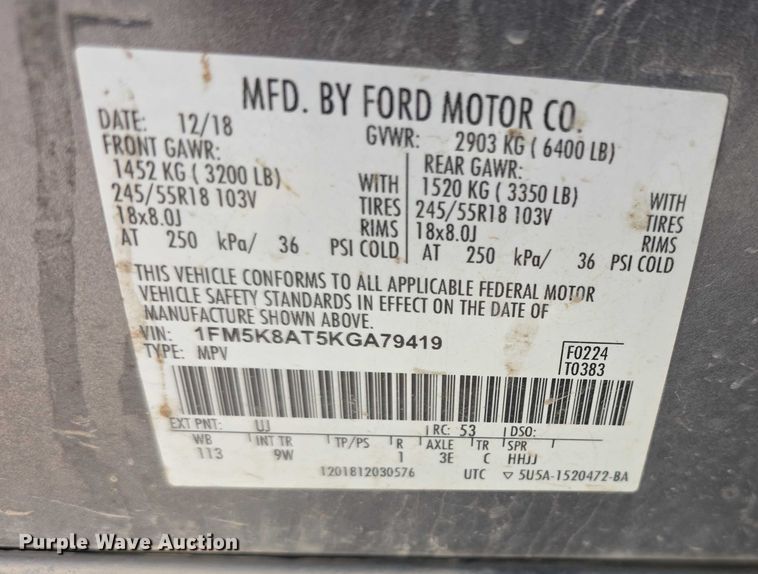 MFD. BY FORD MOTOR CO.
DATE: 12/18 GVWR: 2903 KG ( 6400 LB)
FRONT GAWR: REAR GAWR:
1452 KG ( 3200 LB) WITH 1520 KG ( 3350 LB) WITH
245/55R18 103V TIRES 245/55R18 103V TIRES
18x8.0J RIMS 18x8.0J RIMS
AT 250 kPa/ 36 PSI COLD AT 250 kPa/ 36 PSI COLD
THIS VEHICLE CONFORMS TO ALL APPLICABLE FEDERAL MOTOR
VEHICLE SAFETY STANDARDS IN EFFECT ON THE DATE OF
MANUFACTURE SHOWN ABOVE.
VIN: 1FM5K8AT5KGA79419 F0224
TYPE: MPV T0383
EXT PNT: UJ RC: 53 DSO:
WB INT TR TP/PS R AXLE TR SPR
113 9W 1 3E C HHJJ
1201812030576 UTC ▽ 5U5A-1520472-BA
Purple Wave Auction